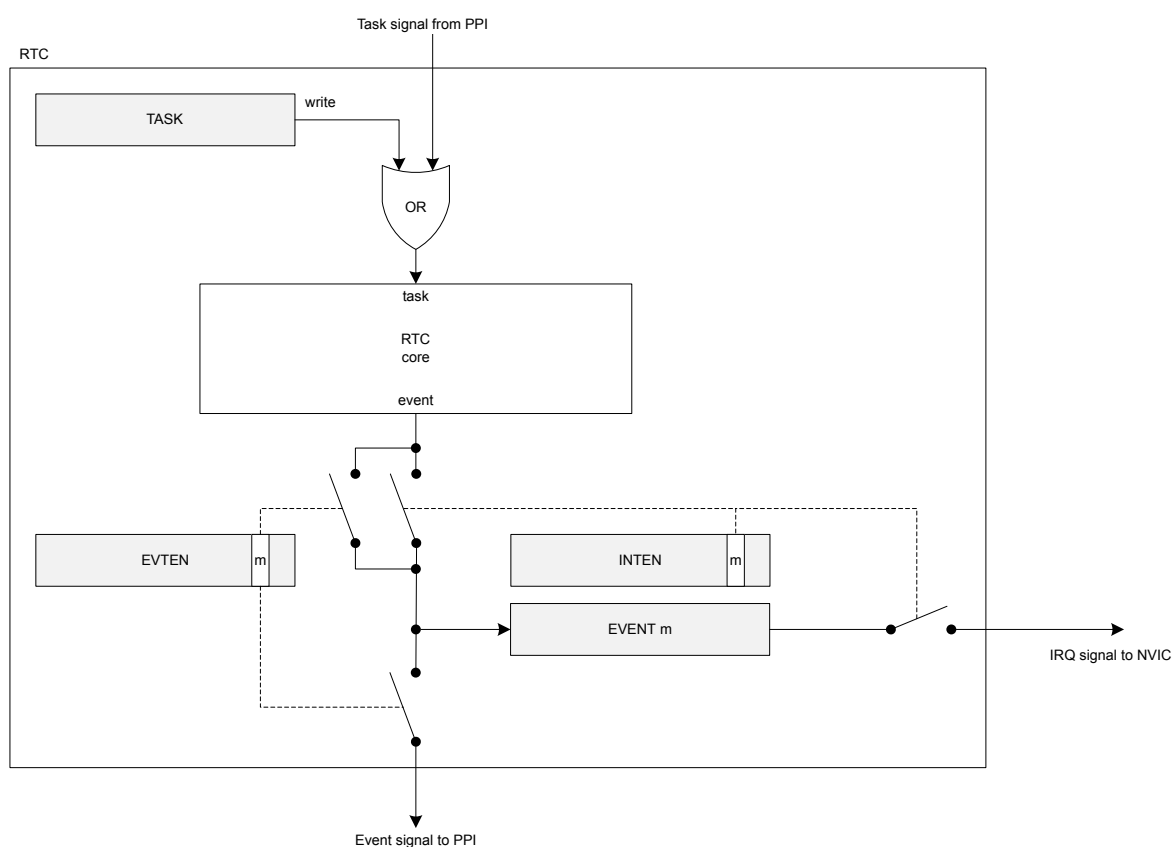 Task signal from PPI
RTC
write
TASK
OR
task
RTC
core
event
EVTEN
m
INTEN
m
EVENT m
IRQ signal to NVIC
Event signal to PPI